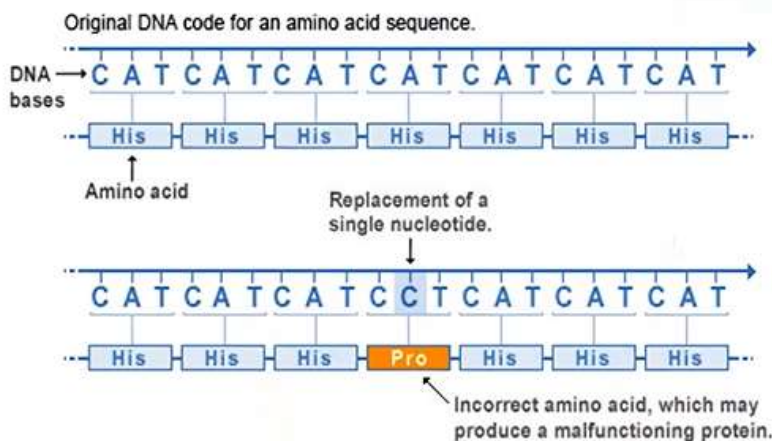 Original DNA code for an amino acid sequence.
DNA bases
C A T C A T C A T C A T C A T C A T C A T
His His His His His His His
Amino acid
Replacement of a
single nucleotide.
C A T C A T C A T C C T C A T C A T C A T
His His His Pro His His His
Incorrect amino acid, which may
produce a malfunctioning protein.